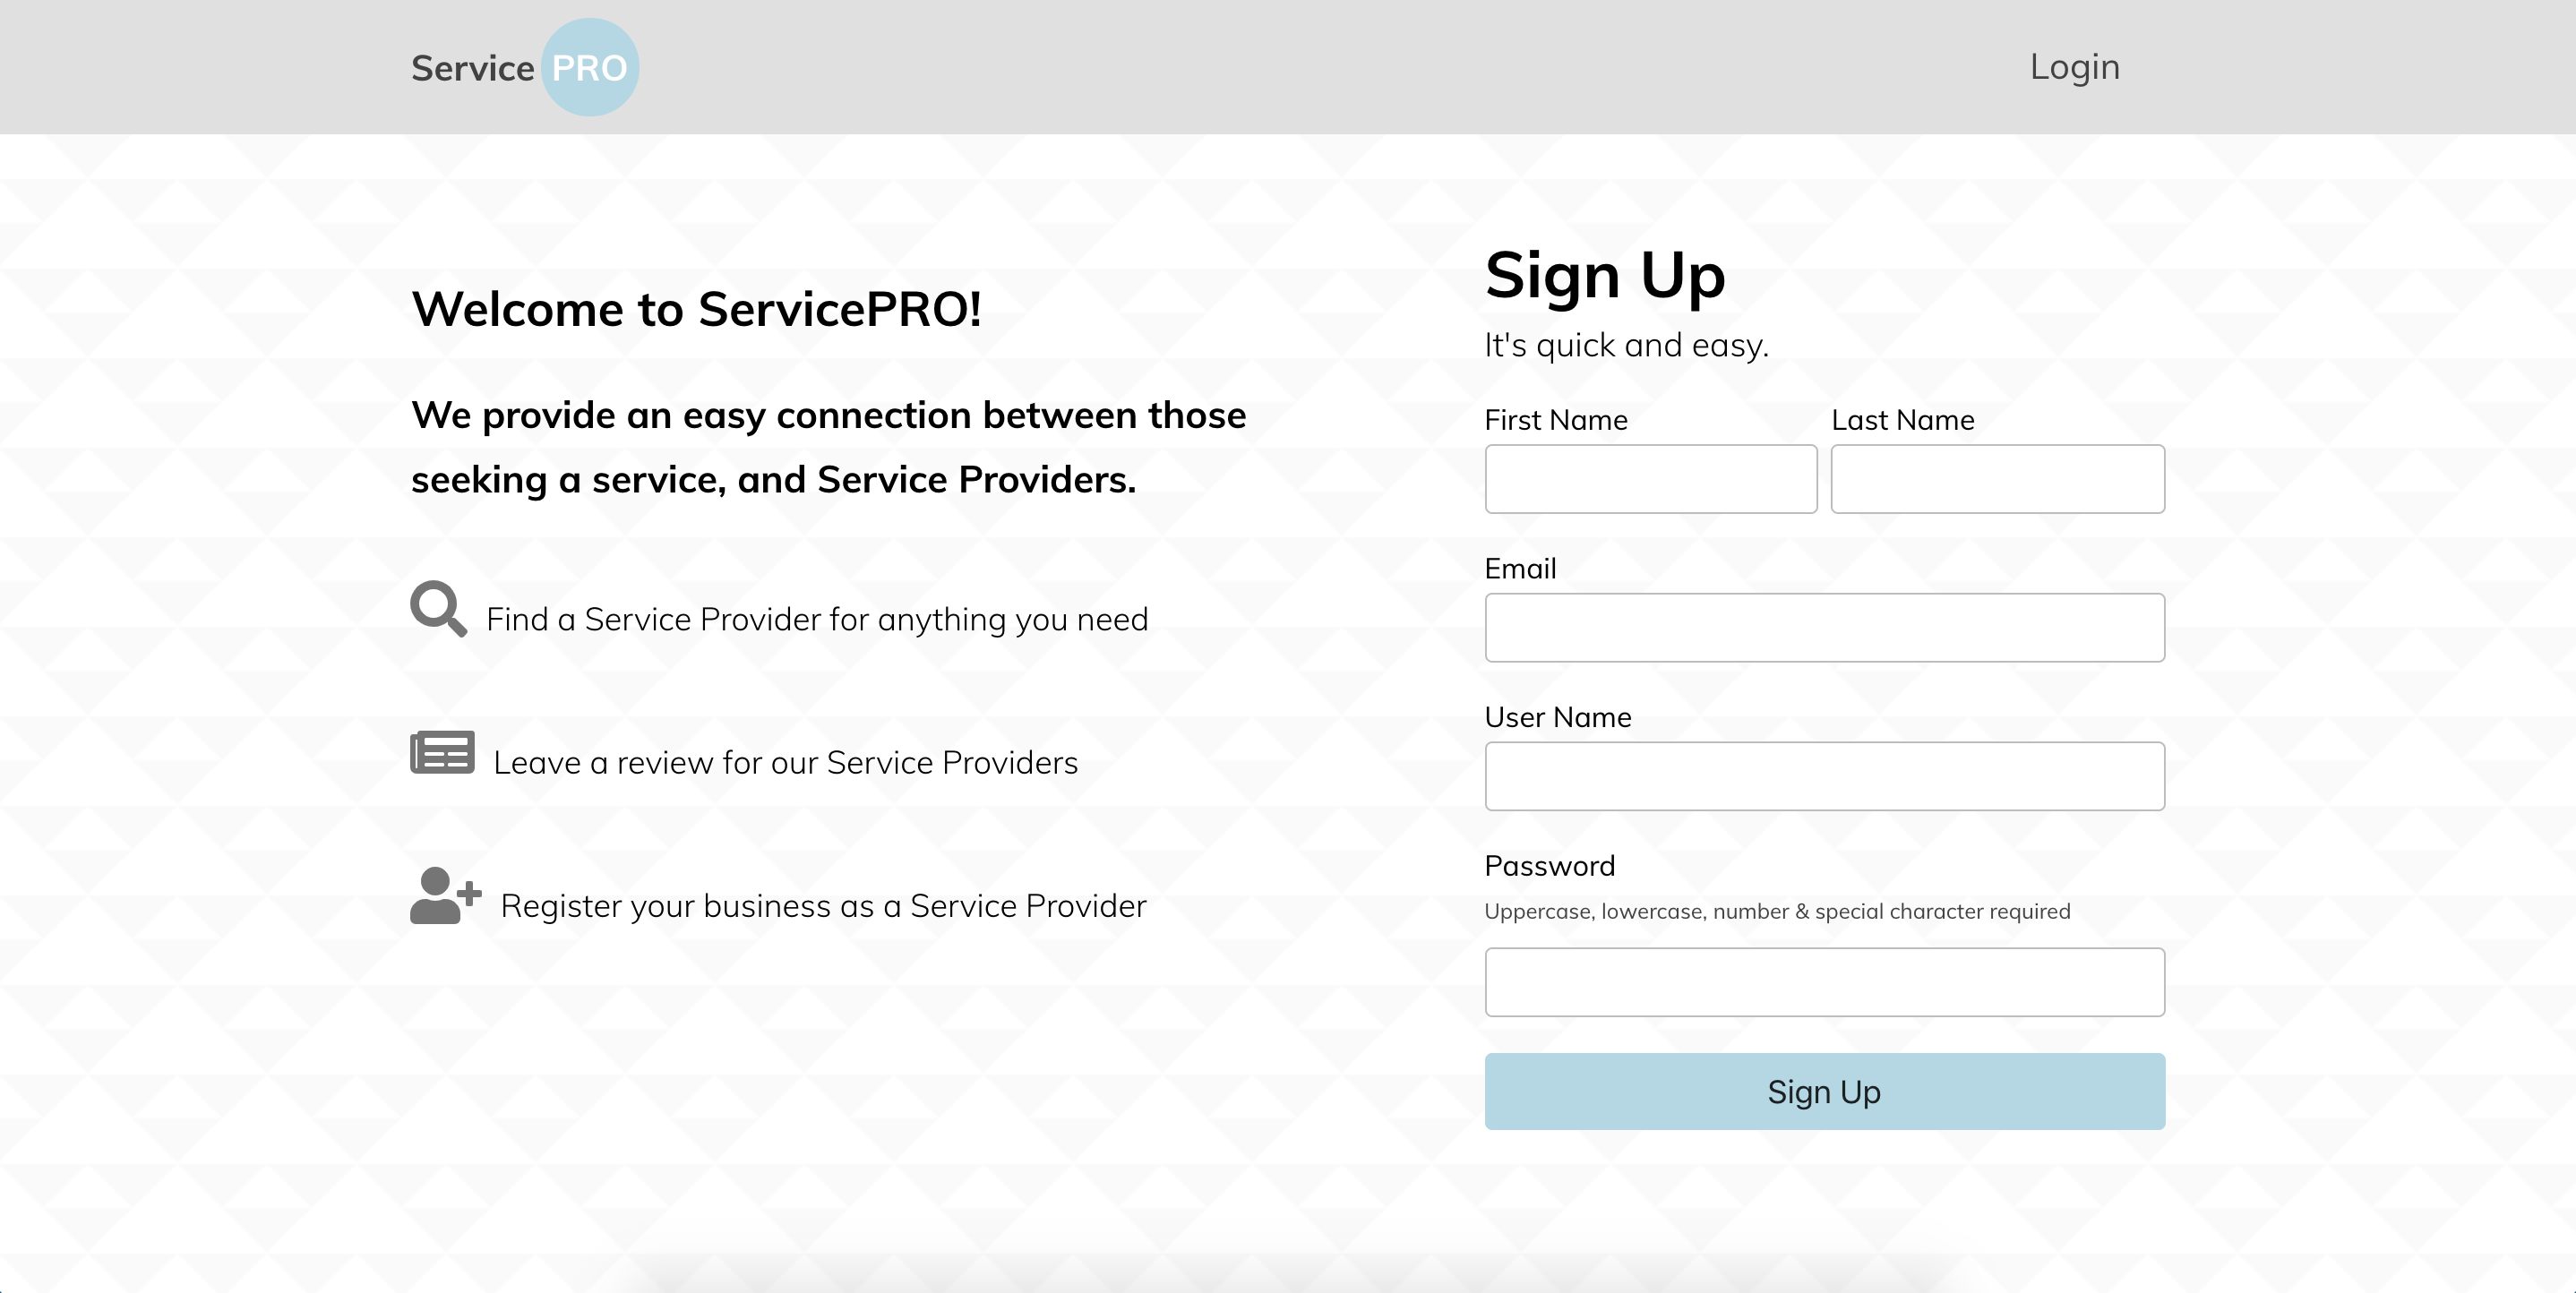 Service PRO
Login
Welcome to ServicePRO!
We provide an easy connection between those
seeking a service, and Service Providers.
Find a Service Provider for anything you need
Leave a review for our Service Providers
Register your business as a Service Provider
Sign Up
It's quick and easy.
First Name
Last Name
Email
User Name
Password
Uppercase, lowercase, number & special character required
Sign Up